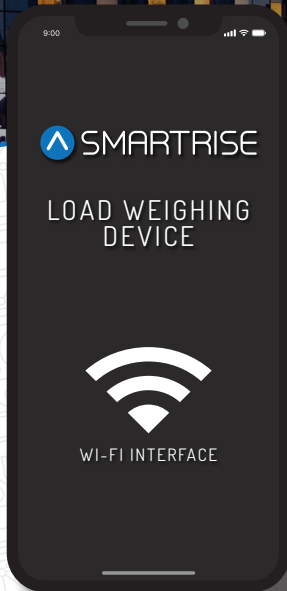 9:00
SMARTRISE
LOAD WEIGHING
DEVICE
WI-FI INTERFACE